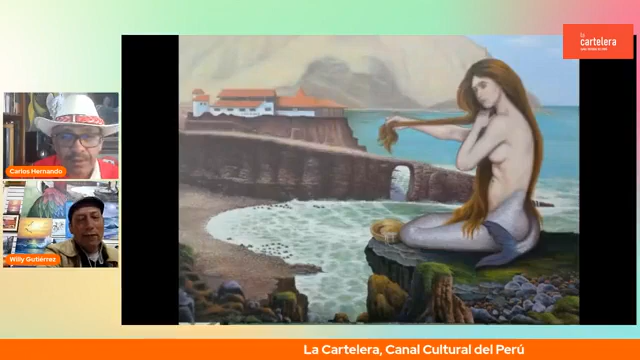 la
cartelera
Carlos Hernando
Willy Gutiérrez
La Cartelera, Canal Cultural del Perú